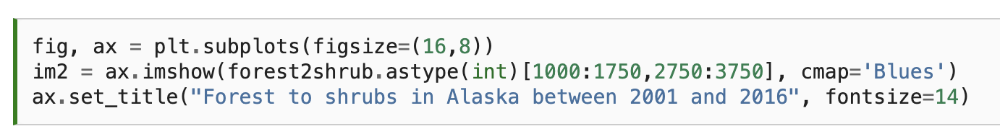 fig, ax = plt.subplots(figsize=(16,8))
im2 = ax.imshow(forest2shrub.astype(int)[1000:1750,2750:3750], cmap='Blues')
ax.set_title("Forest to shrubs in Alaska between 2001 and 2016", fontsize=14)